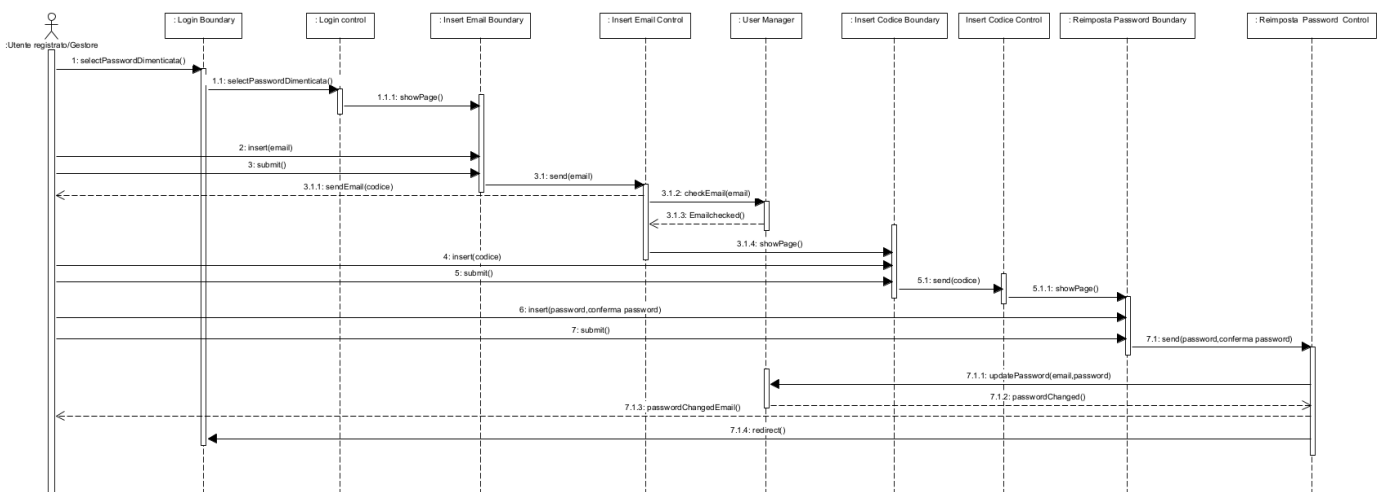 : Login Boundary
: Login control
: Insert Email Boundary
: Insert Email Control
: User Manager
: Insert Codice Boundary
Insert Codice Control
: Reimposta Password Boundary
: Reimposta Password Control
:Utente registrato/Gestore
1: selectPasswordDimenticata()
1.1: selectPasswordDimenticata()
1.1.1: showPage()
2: insert(email)
3: submit()
3.1: send(email)
3.1.1: sendEmail(codice)
3.1.2: checkEmail(email)
3.1.3: Emailchecked()
3.1.4: showPage()
4: insert(codice)
5: submit()
5.1: send(codice)
5.1.1: showPage()
6: insert(password,conferma password)
7: submit()
7.1: send(password,conferma password)
7.1.1: updatePassword(email,password)
7.1.2: passwordChanged()
7.1.3: passwordChangedEmail()
7.1.4: redirect()